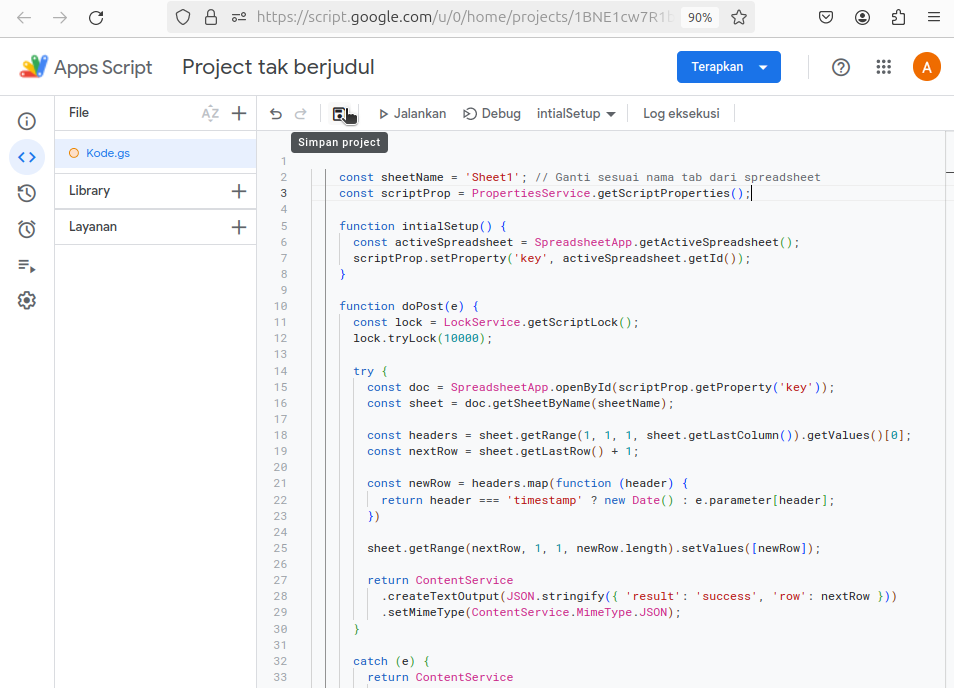 https://script.google.com/u/0/home/projects/1BNE1cw7R1b
90%
Apps Script
Project tak berjudul
Terapkan
A
File
AZ
Jalankan
Debug
intialSetup
Log eksekusi
Simpan project
Kode.gs
Library
Layanan
1
2 const sheetName = 'Sheet1'; // Ganti sesuai nama tab dari spreadsheet
3 const scriptProp = PropertiesService.getScriptProperties();
4
5 function intialSetup() {
6 const activeSpreadsheet = SpreadsheetApp.getActiveSpreadsheet();
7 scriptProp.setProperty('key', activeSpreadsheet.getId());
8 }
9
10 function doPost(e) {
11 const lock = LockService.getScriptLock();
12 lock.tryLock(10000);
13
14 try {
15 const doc = SpreadsheetApp.openById(scriptProp.getProperty('key'));
16 const sheet = doc.getSheetByName(sheetName);
17
18 const headers = sheet.getRange(1, 1, 1, sheet.getLastColumn()).getValues()[0];
19 const nextRow = sheet.getLastRow() + 1;
20
21 const newRow = headers.map(function (header) {
22 return header === 'timestamp' ? new Date() : e.parameter[header];
23 })
24
25 sheet.getRange(nextRow, 1, 1, newRow.length).setValues([newRow]);
26
27 return ContentService
28 .createTextOutput(JSON.stringify({ 'result': 'success', 'row': nextRow }))
29 .setMimeType(ContentService.MimeType.JSON);
30 }
31
32 catch (e) {
33 return ContentService